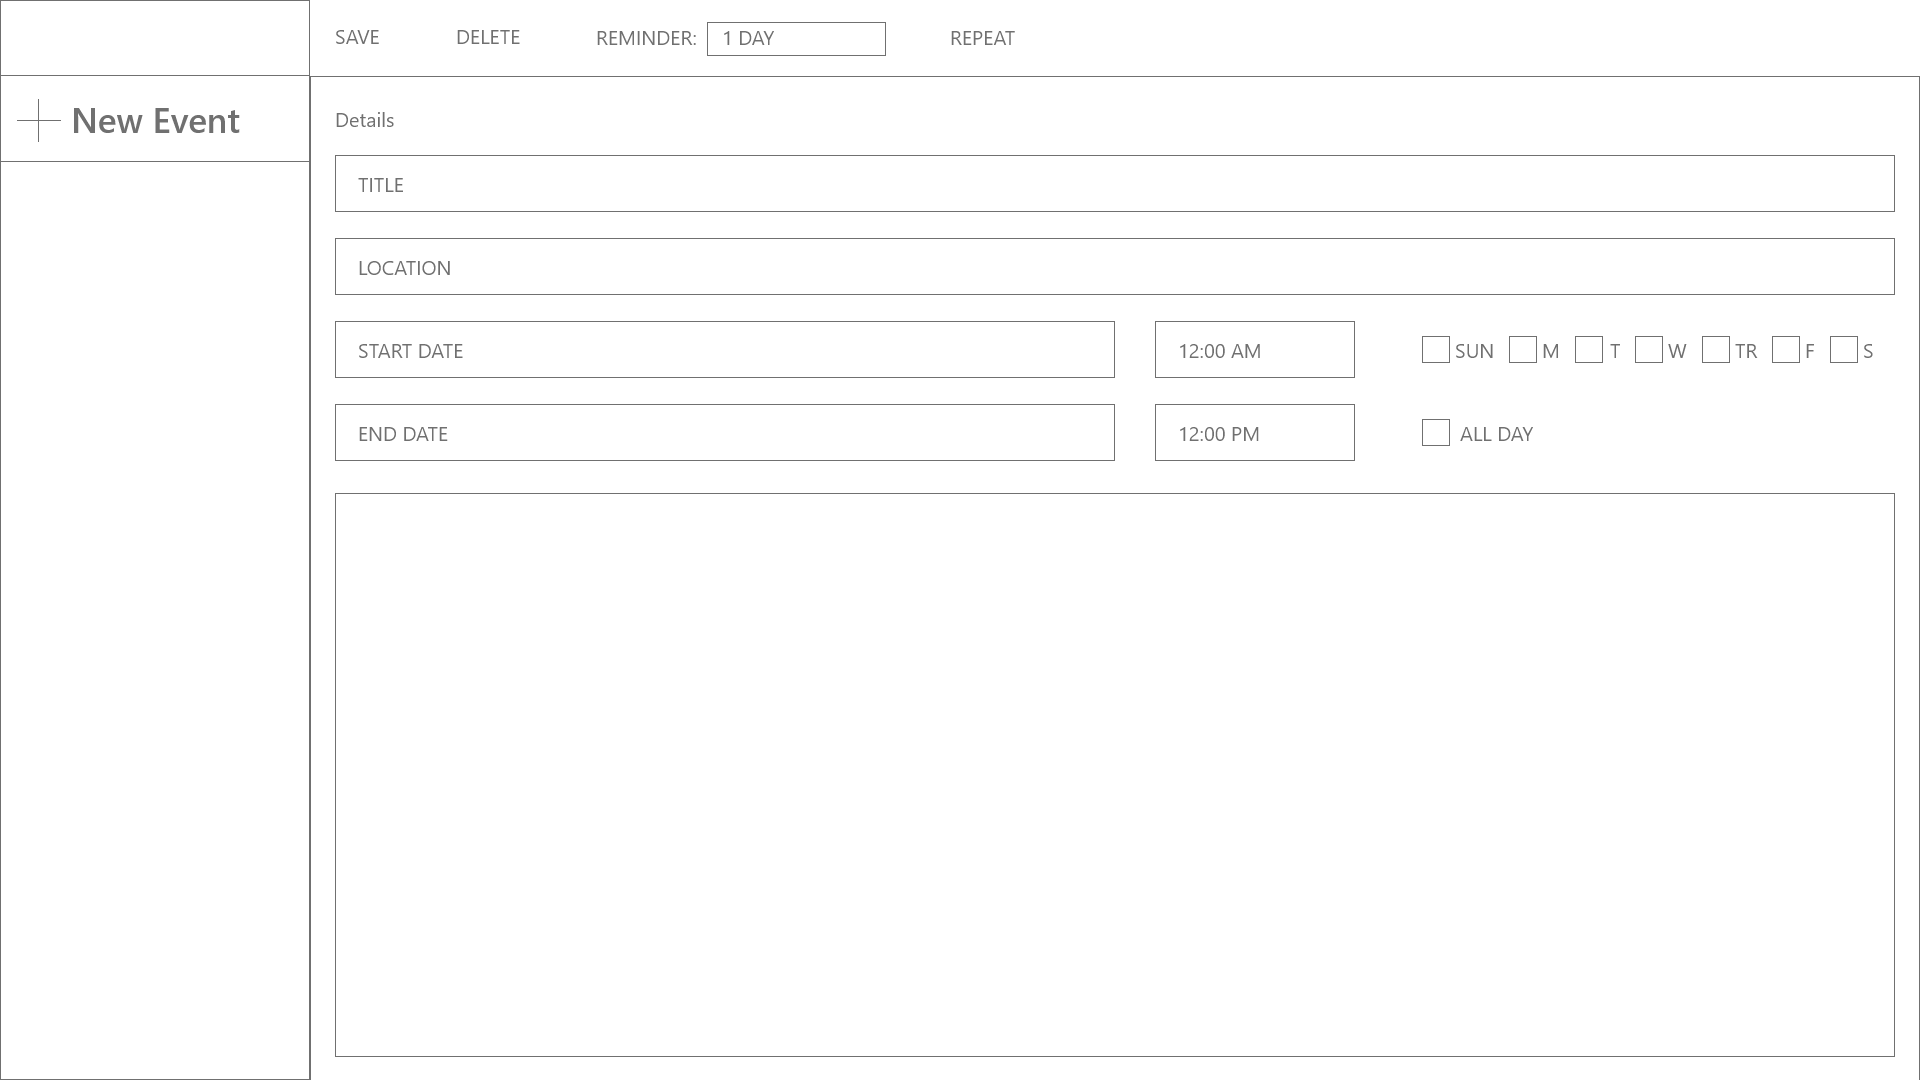 SAVE DELETE REMINDER: 1 DAY REPEAT
New Event
Details
TITLE
LOCATION
START DATE 12:00 AM SUN M T W TR F S
END DATE 12:00 PM ALL DAY